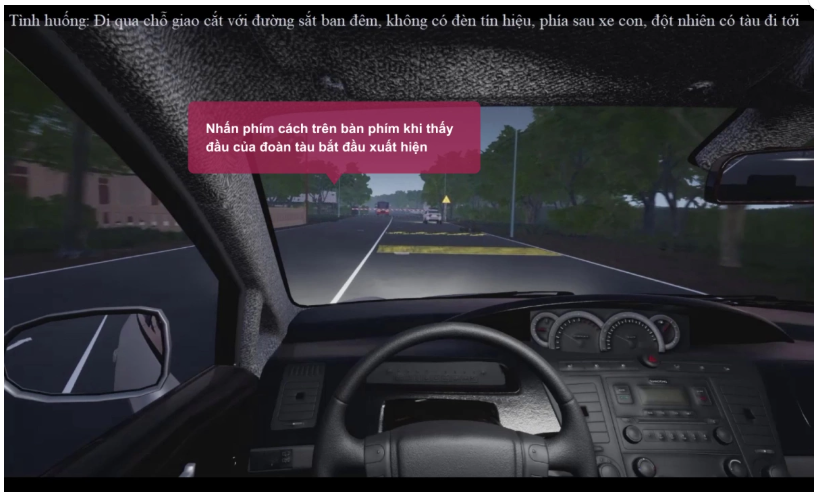 Tình huống: Đi qua chỗ giao cắt với đường sắt ban đêm, không có đèn tín hiệu, phía sau xe con, đột nhiên có tàu đi tới
Nhấn phím cách trên bàn phím khi thấy
đầu của đoàn tàu bắt đầu xuất hiện